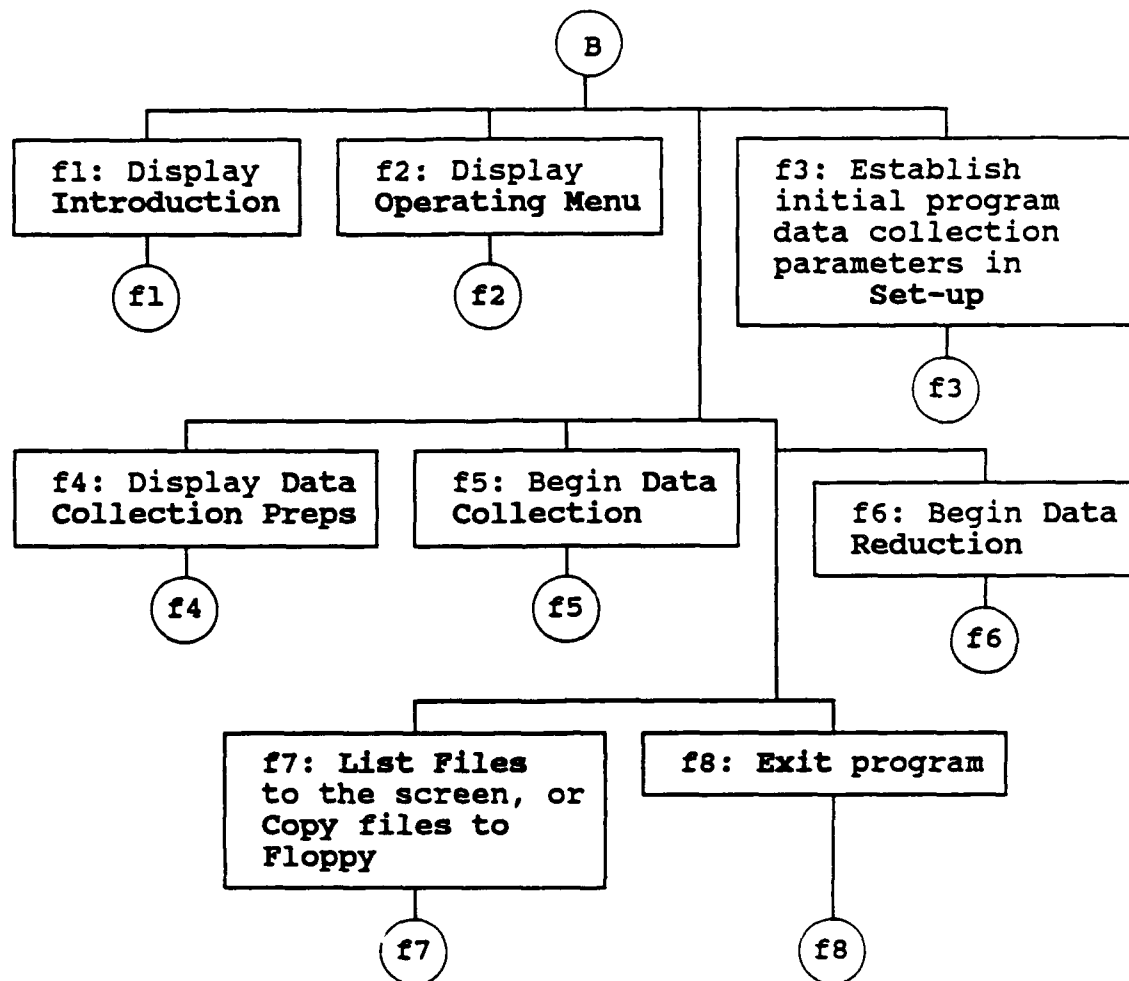 B
f1: Display
Introduction
f2: Display
Operating Menu
f3: Establish
initial program
data collection
parameters in
Set-up
f1
f2
f3
f4: Display Data
Collection Preps
f5: Begin Data
Collection
f6: Begin Data
Reduction
f4
f5
f6
f7: List Files
to the screen, or
Copy files to
Floppy
f8: Exit program
f7
f8